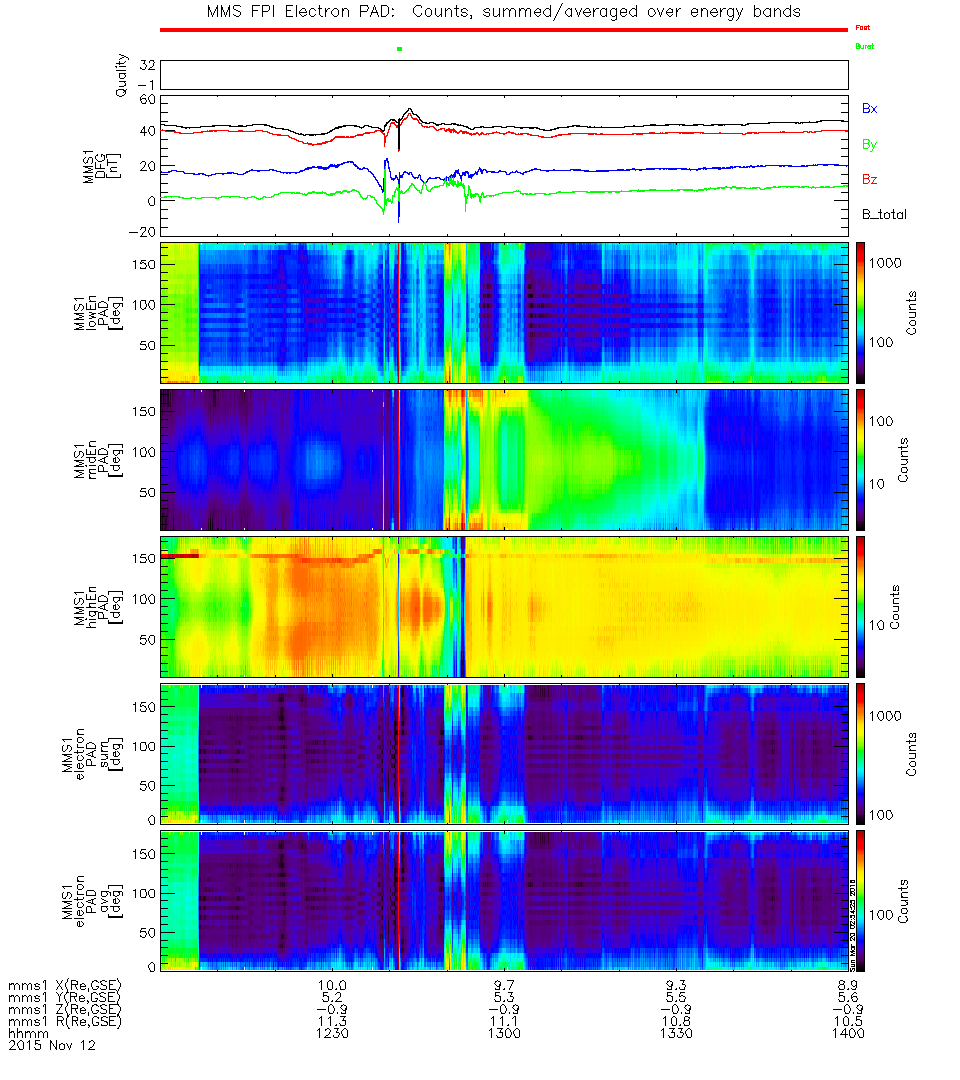 MMS FPI Electron PAD: Counts, summed/averaged over energy bands
Fast
Burst
Quality
32
-1
MMS1
DFG
[nT]
60
40
20
0
-20
Bx
By
Bz
B_total
MMS1
lowEn
PAD
[deg]
150
100
50
1000
100
Counts
MMS1
midEn
PAD
[deg]
150
100
50
100
10
Counts
MMS1
highEn
PAD
[deg]
150
100
50
10
Counts
MMS1
electron
PAD
sum
[deg]
150
100
50
0
1000
100
Counts
MMS1
electron
PAD
avg
[deg]
150
100
50
0
100
Counts
mms1 X(Re,GSE) 10.0 9.7 9.3 8.9
mms1 Y(Re,GSE) 5.2 5.3 5.5 5.6
mms1 Z(Re,GSE) -0.9 -0.9 -0.9 -0.9
mms1 R(Re,GSE) 11.3 11.1 10.8 10.5
hhmm 1230 1300 1330 1400
2015 Nov 12